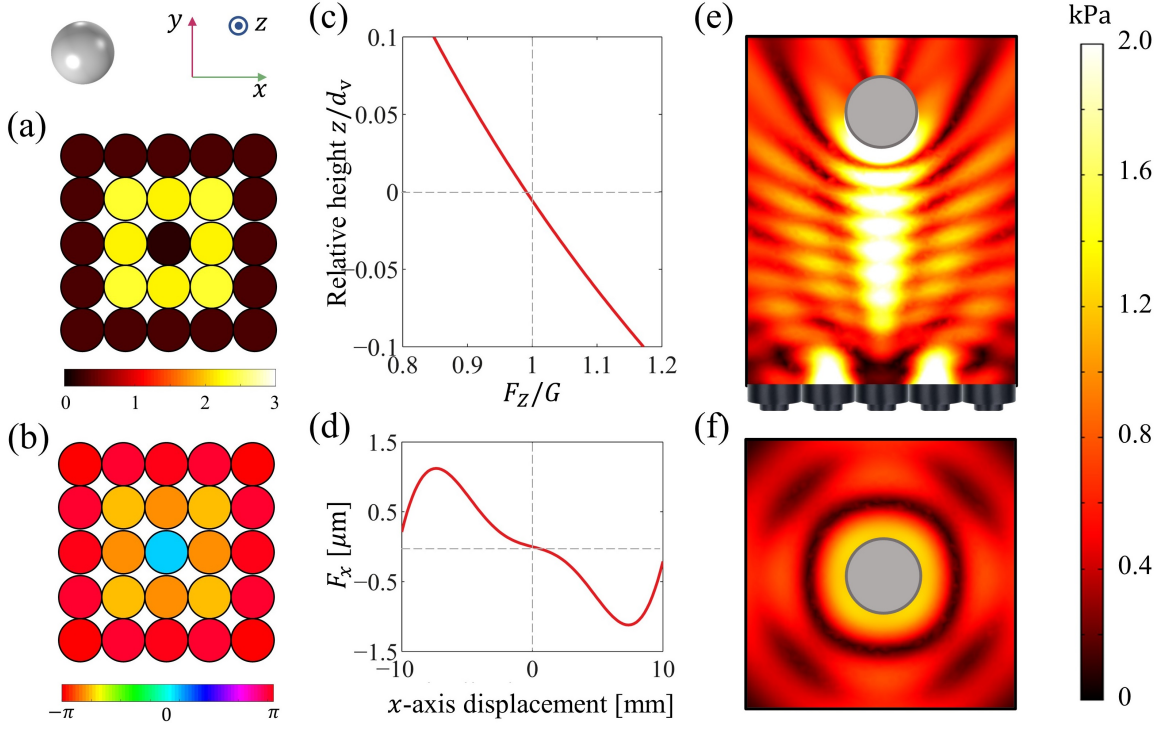 y
z
x
(a)
0 1 2 3
(b)
−π 0 π
(c)
0.1
0.05
0
−0.05
−0.1
Relative height z/dᵥ
0.8 0.9 1 1.1 1.2
F_Z/G
(d)
1.5
0.5
−0.5
−1.5
F_x [μm]
−10 0 10
x-axis displacement [mm]
(e)
(f)
kPa
2.0
1.6
1.2
0.8
0.4
0